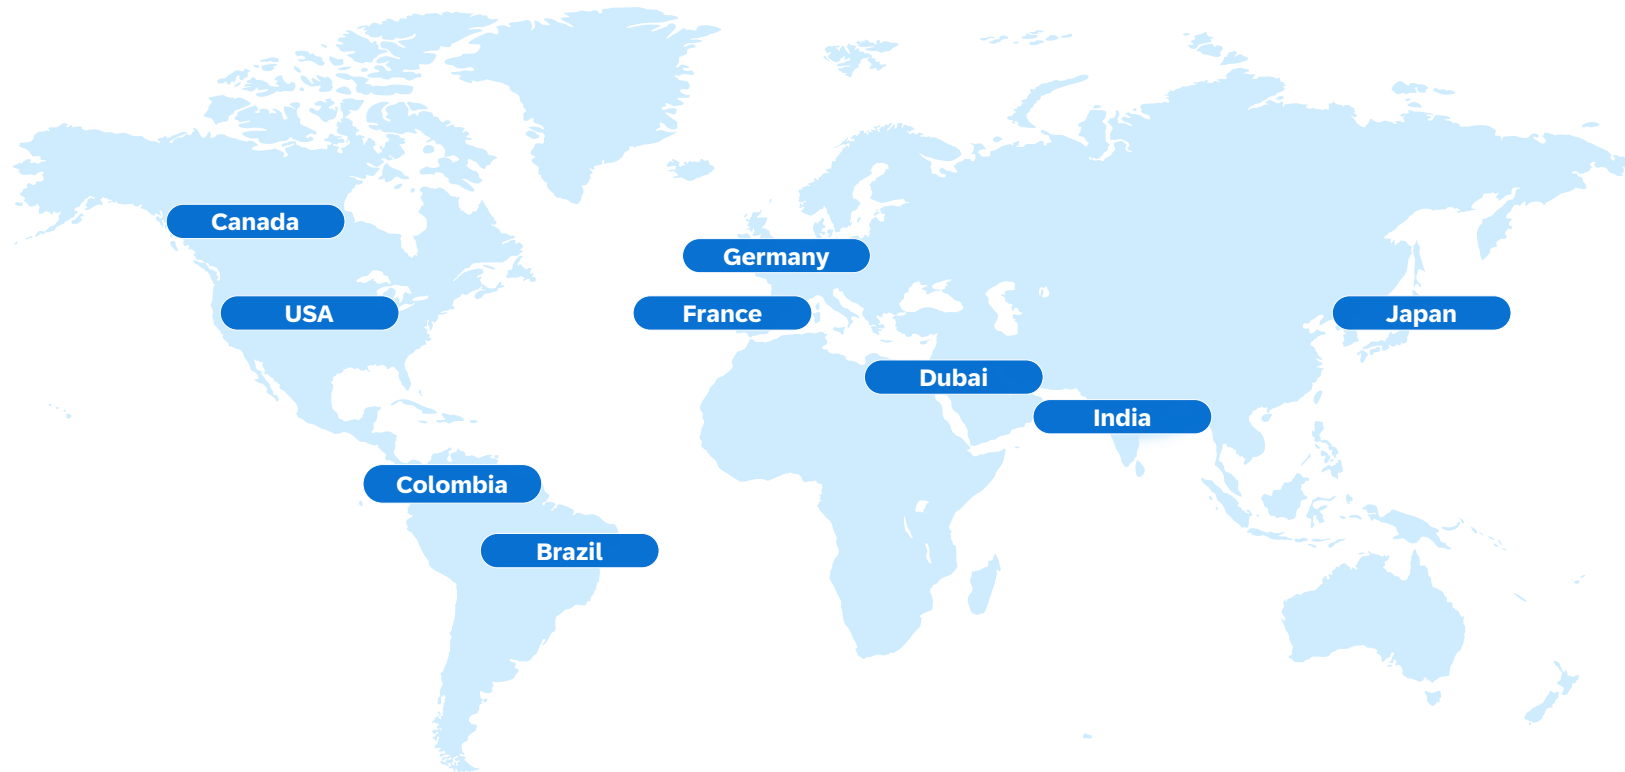 Canada
Germany
USA
France
Japan
Dubai
India
Colombia
Brazil